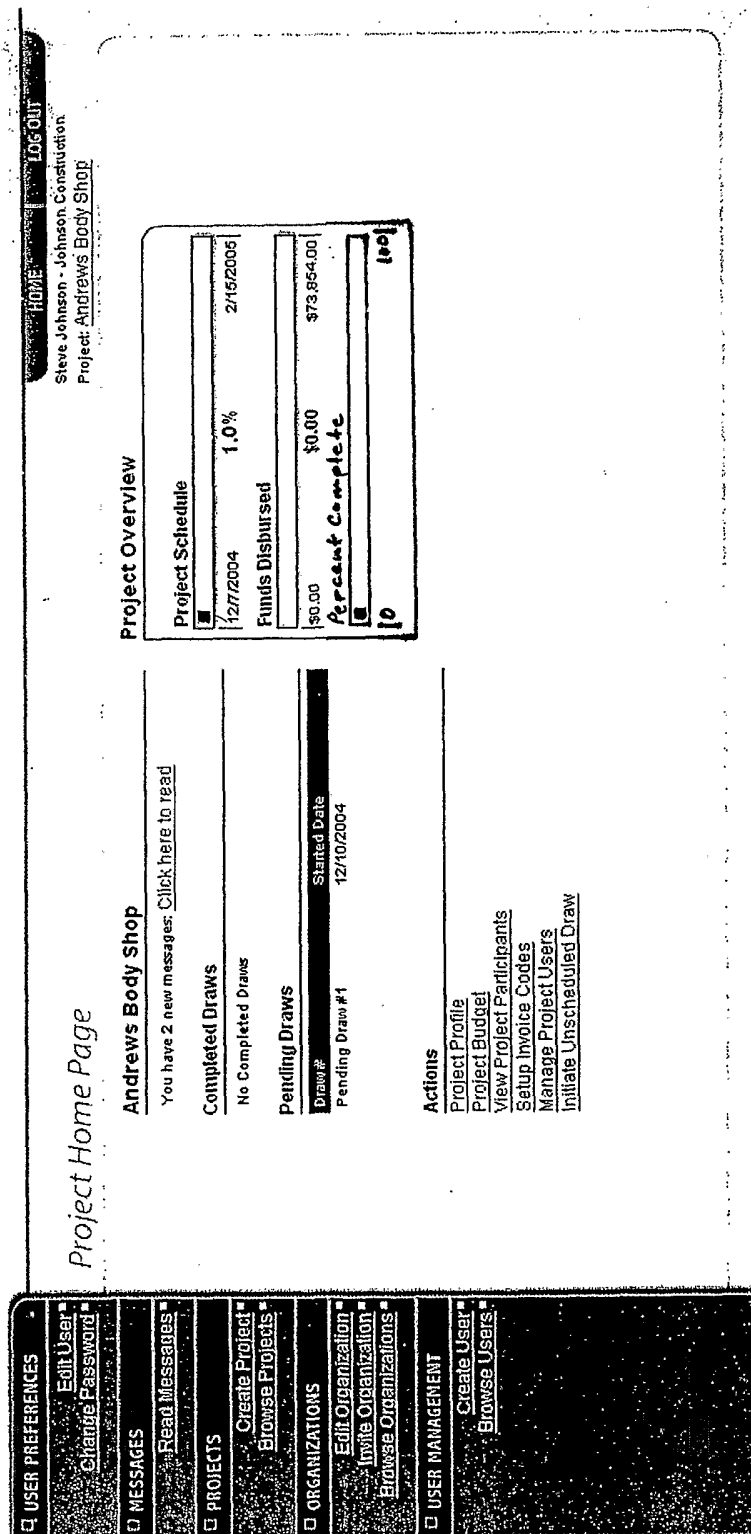 HOME
LOG OUT
Steve Johnson - Johnson Construction
Project: Andrews Body Shop
USER PREFERENCES
Edit User
Change Password
MESSAGES
Read Messages
PROJECTS
Create Project
Browse Projects
ORGANIZATIONS
Edit Organization
Invite Organization
Browse Organizations
USER MANAGEMENT
Create User
Browse Users
Project Home Page
Andrews Body Shop
You have 2 new messages: Click here to read
Completed Draws
No Completed Draws
Pending Draws
Draw# Started Date
Pending Draw #1 12/10/2004
Actions
Project Profile
Project Budget
View Project Participants
Setup Invoice Codes
Manage Project Users
Initiate Unscheduled Draw
Project Overview
Project Schedule
12/7/2004 1.0% 2/15/2005
Funds Disbursed
$0.00 $0.00 $73,854.00
Percent Complete
0 100